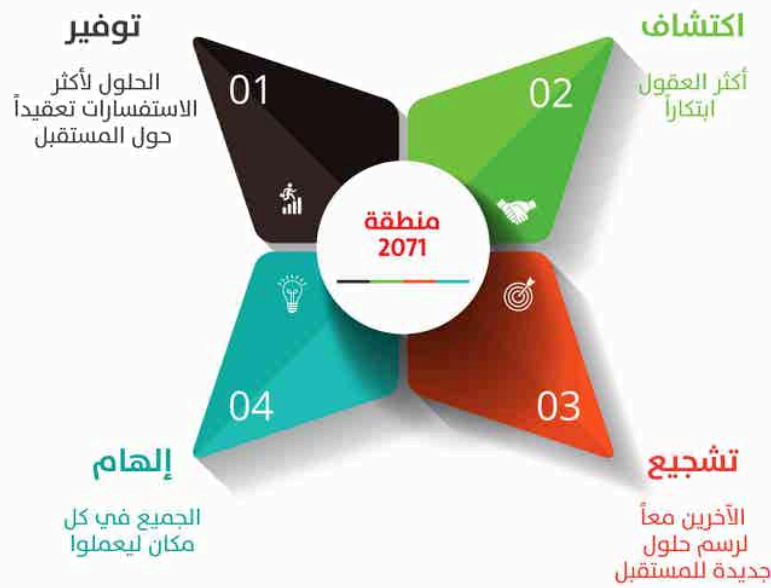 توفير
الحلول لأكثر
الاستفسارات تعقيداً
حول المستقبل
01
اكتشاف
أكثر العقول
ابتكاراً
02
منطقة
2071
تشجيع
الآخرين معاً
لرسم حلول
جديدة للمستقبل
03
إلهام
الجميع في كل
مكان ليعملوا
04